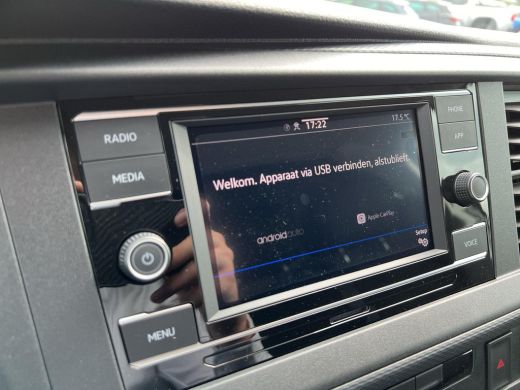 RADIO
MEDIA
MENU
17:22
17.5 °C
Welkom. Apparaat via USB verbinden, alstublieft.
androidauto
Apple CarPlay
Setup
PHONE
APP
VOICE